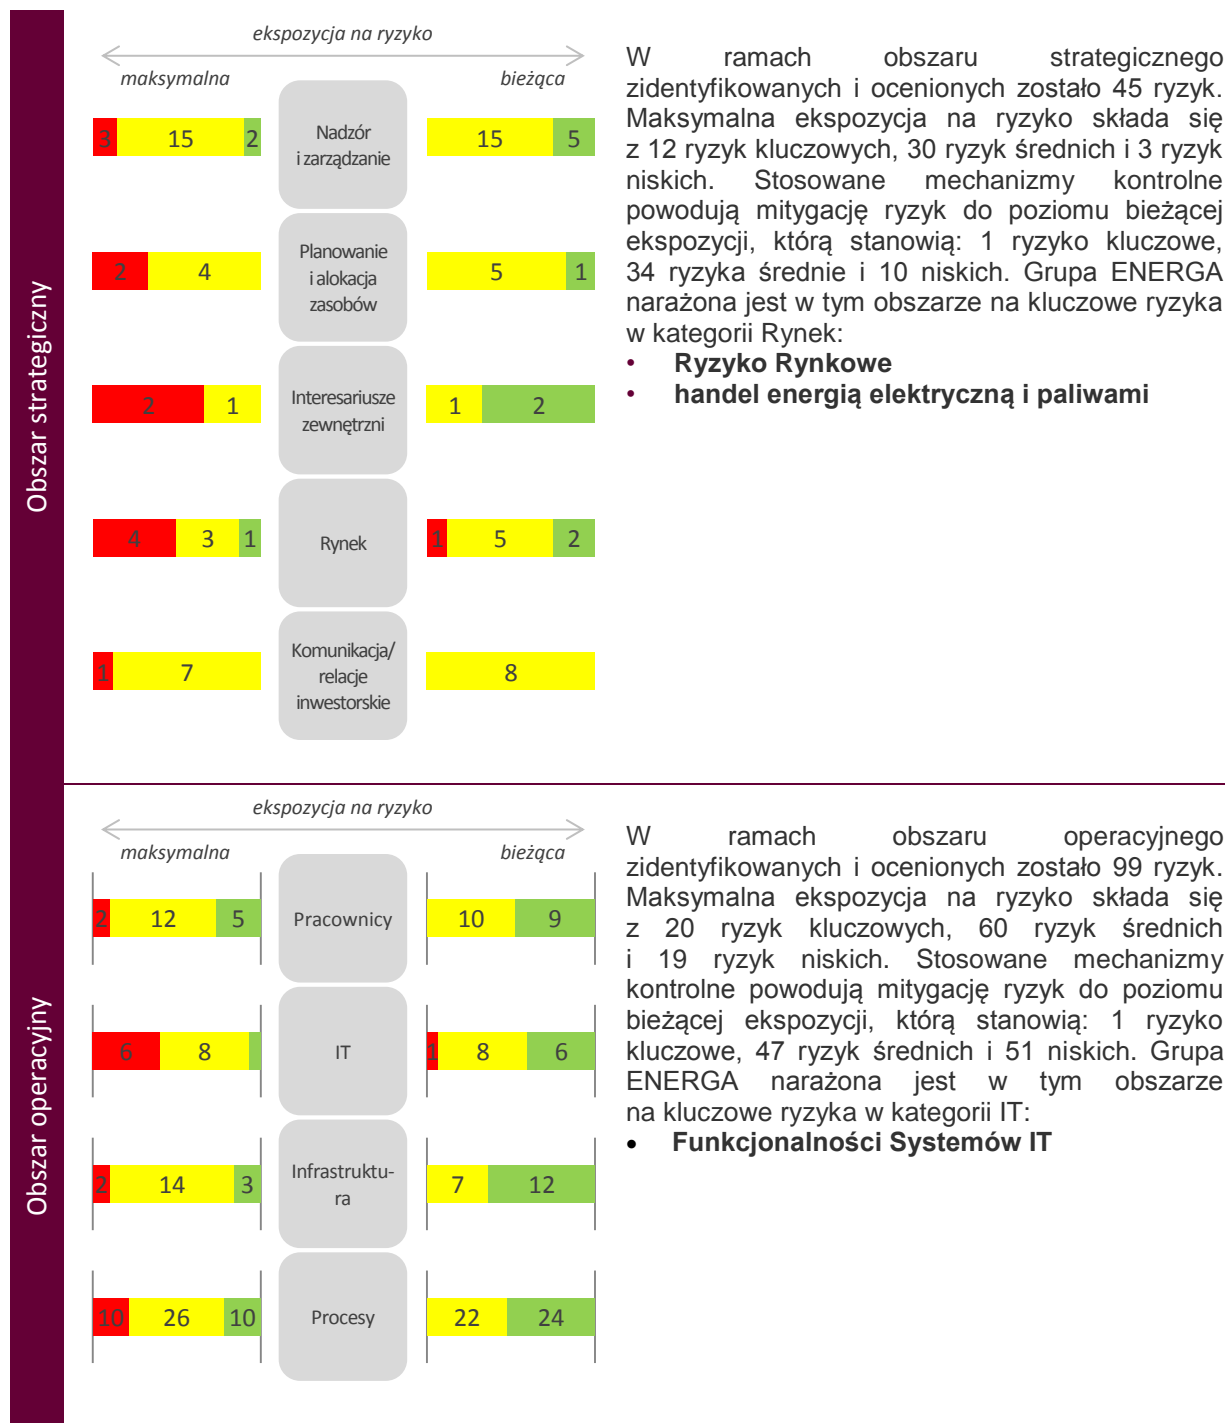 Obszar strategiczny
ekspozycja na ryzyko
maksymalna
bieżąca
3 15 2
Nadzór
i zarządzanie
15 5
2 4
Planowanie
i alokacja
zasobów
5 1
2 1
Interesariusze
zewnętrzni
1 2
4 3 1
Rynek
1 5 2
1 7
Komunikacja/
relacje
inwestorskie
8
W ramach obszaru strategicznego
zidentyfikowanych i ocenionych zostało 45 ryzyk.
Maksymalna ekspozycja na ryzyko składa się
z 12 ryzyk kluczowych, 30 ryzyk średnich i 3 ryzyk
niskich. Stosowane mechanizmy kontrolne
powodują mitygację ryzyk do poziomu bieżącej
ekspozycji, którą stanowią: 1 ryzyko kluczowe,
34 ryzyka średnie i 10 niskich. Grupa ENERGA
narażona jest w tym obszarze na kluczowe ryzyka
w kategorii Rynek:
• Ryzyko Rynkowe
• handel energią elektryczną i paliwami
Obszar operacyjny
ekspozycja na ryzyko
maksymalna
bieżąca
2 12 5
Pracownicy
10 9
6 8
IT
1 8 6
2 14 3
Infrastruktu-
ra
7 12
10 26 10
Procesy
22 24
W ramach obszaru operacyjnego
zidentyfikowanych i ocenionych zostało 99 ryzyk.
Maksymalna ekspozycja na ryzyko składa się
z 20 ryzyk kluczowych, 60 ryzyk średnich
i 19 ryzyk niskich. Stosowane mechanizmy
kontrolne powodują mitygację ryzyk do poziomu
bieżącej ekspozycji, którą stanowią: 1 ryzyko
kluczowe, 47 ryzyk średnich i 51 niskich. Grupa
ENERGA narażona jest w tym obszarze
na kluczowe ryzyka w kategorii IT:
• Funkcjonalności Systemów IT